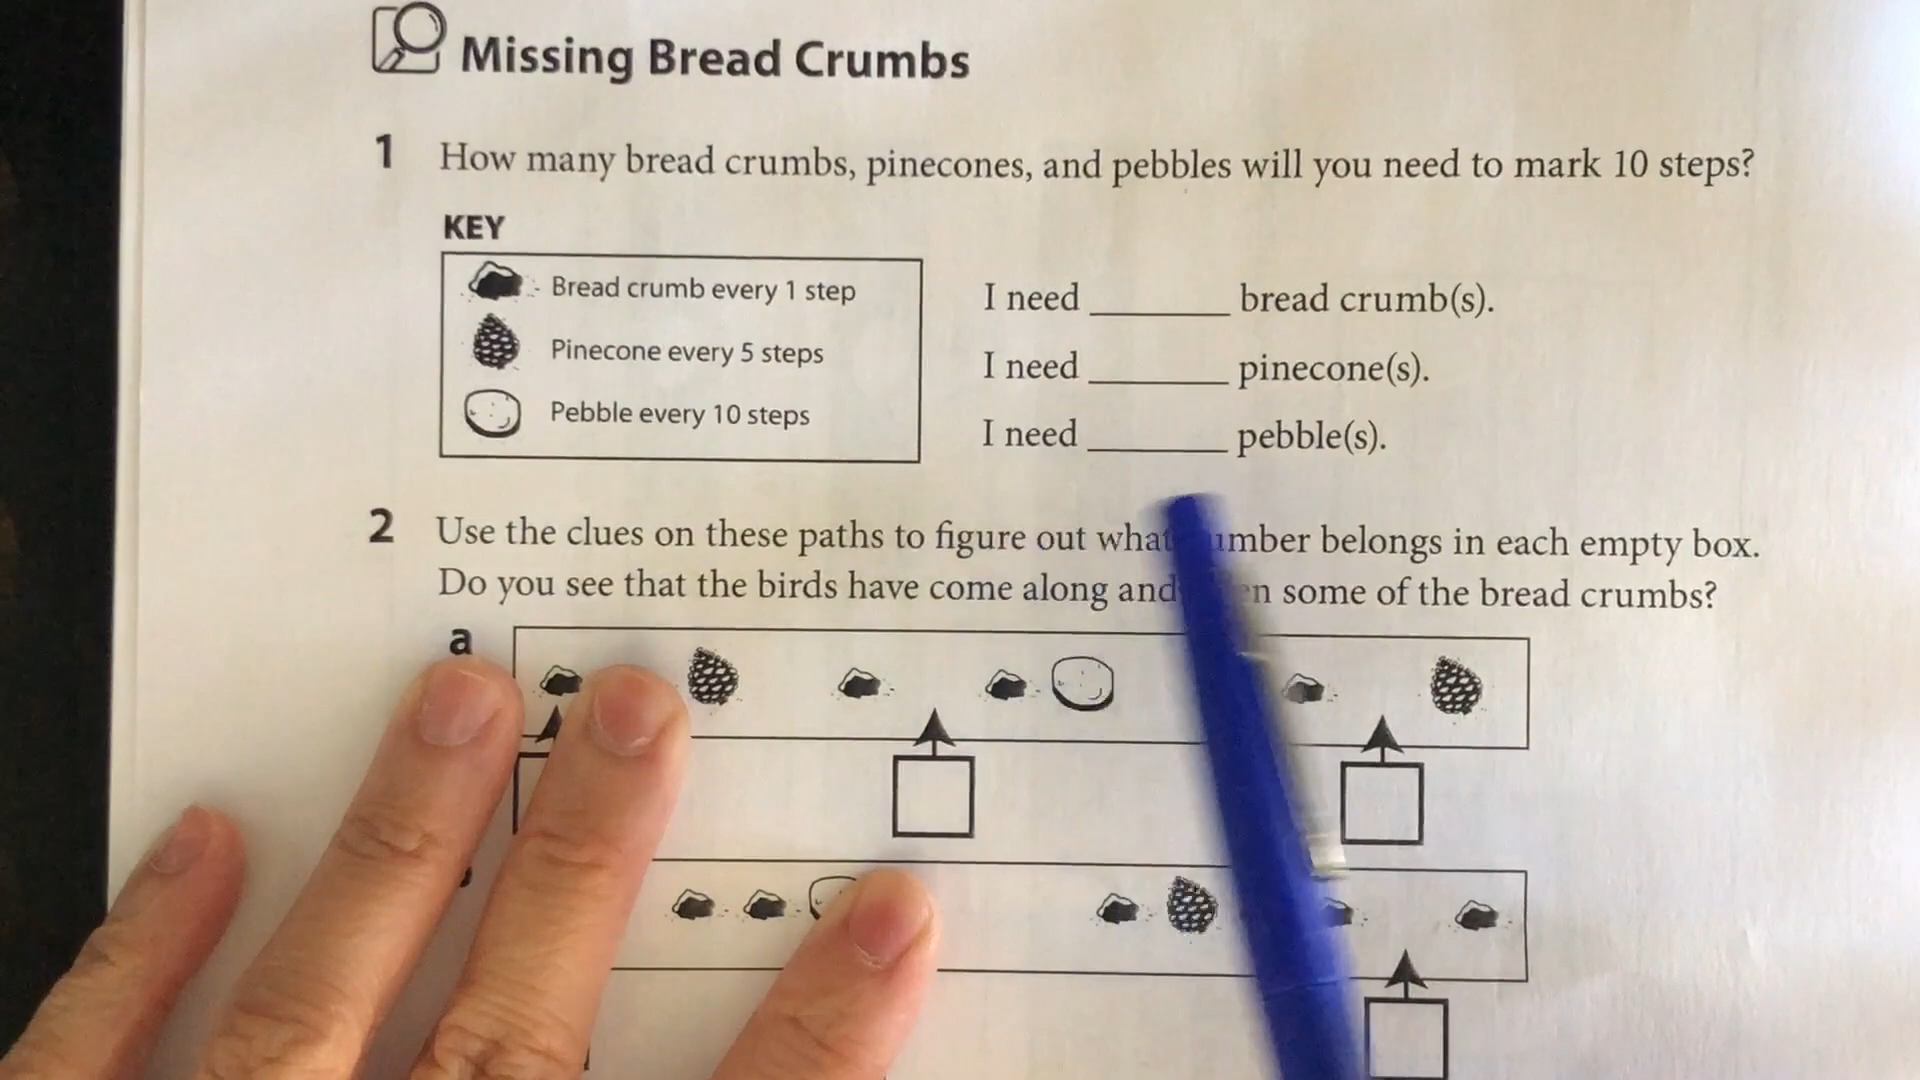 Missing Bread Crumbs
1 How many bread crumbs, pinecones, and pebbles will you need to mark 10 steps?
KEY
Bread crumb every 1 step
Pinecone every 5 steps
Pebble every 10 steps
I need ______ bread crumb(s).
I need ______ pinecone(s).
I need ______ pebble(s).
2 Use the clues on these paths to figure out what belongs in each empty box.
Do you see that the birds have come along and some of the bread crumbs?
a